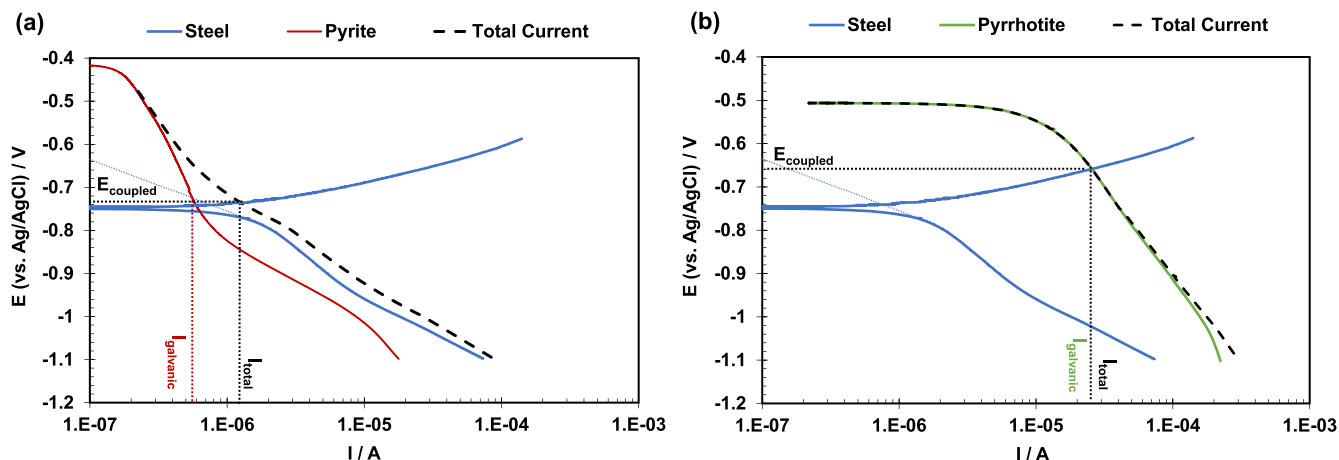 (a)
Steel Pyrite Total Current
E (vs. Ag/AgCl) / V
-0.4
-0.5
-0.6
-0.7
-0.8
-0.9
-1
-1.1
-1.2
Ecoupled
Igalvanic
Itotal
1.E-07 1.E-06 1.E-05 1.E-04 1.E-03
I / A
(b)
Steel Pyrrhotite Total Current
E (vs. Ag/AgCl) / V
-0.4
-0.5
-0.6
-0.7
-0.8
-0.9
-1
-1.1
-1.2
Ecoupled
Igalvanic
Itotal
1.E-07 1.E-06 1.E-05 1.E-04 1.E-03
I / A